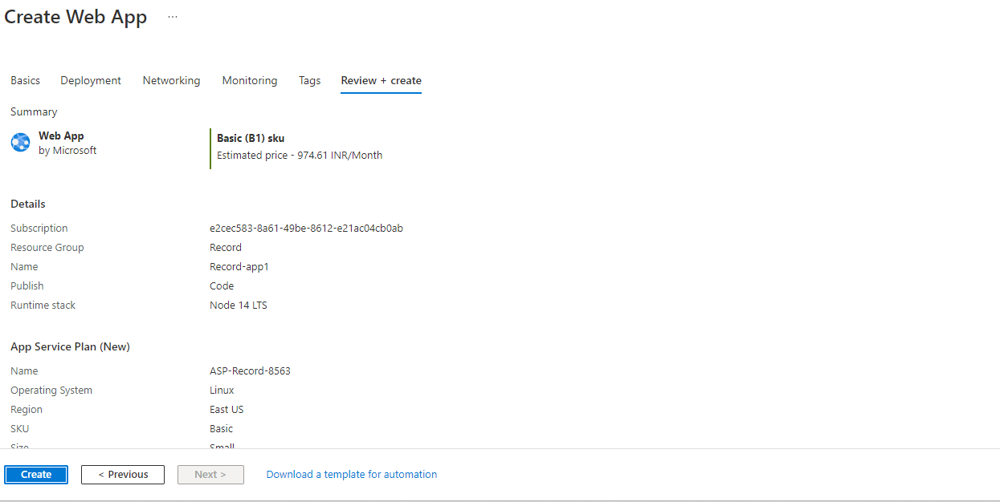 Create Web App ...
Basics Deployment Networking Monitoring Tags Review + create
Summary
Web App
by Microsoft
Basic (B1) sku
Estimated price - 974.61 INR/Month
Details
Subscription e2cec583-8a61-49be-8612-e21ac04cb0ab
Resource Group Record
Name Record-app1
Publish Code
Runtime stack Node 14 LTS
App Service Plan (New)
Name ASP-Record-8563
Operating System Linux
Region East US
SKU Basic
Size Small
Create < Previous Next > Download a template for automation